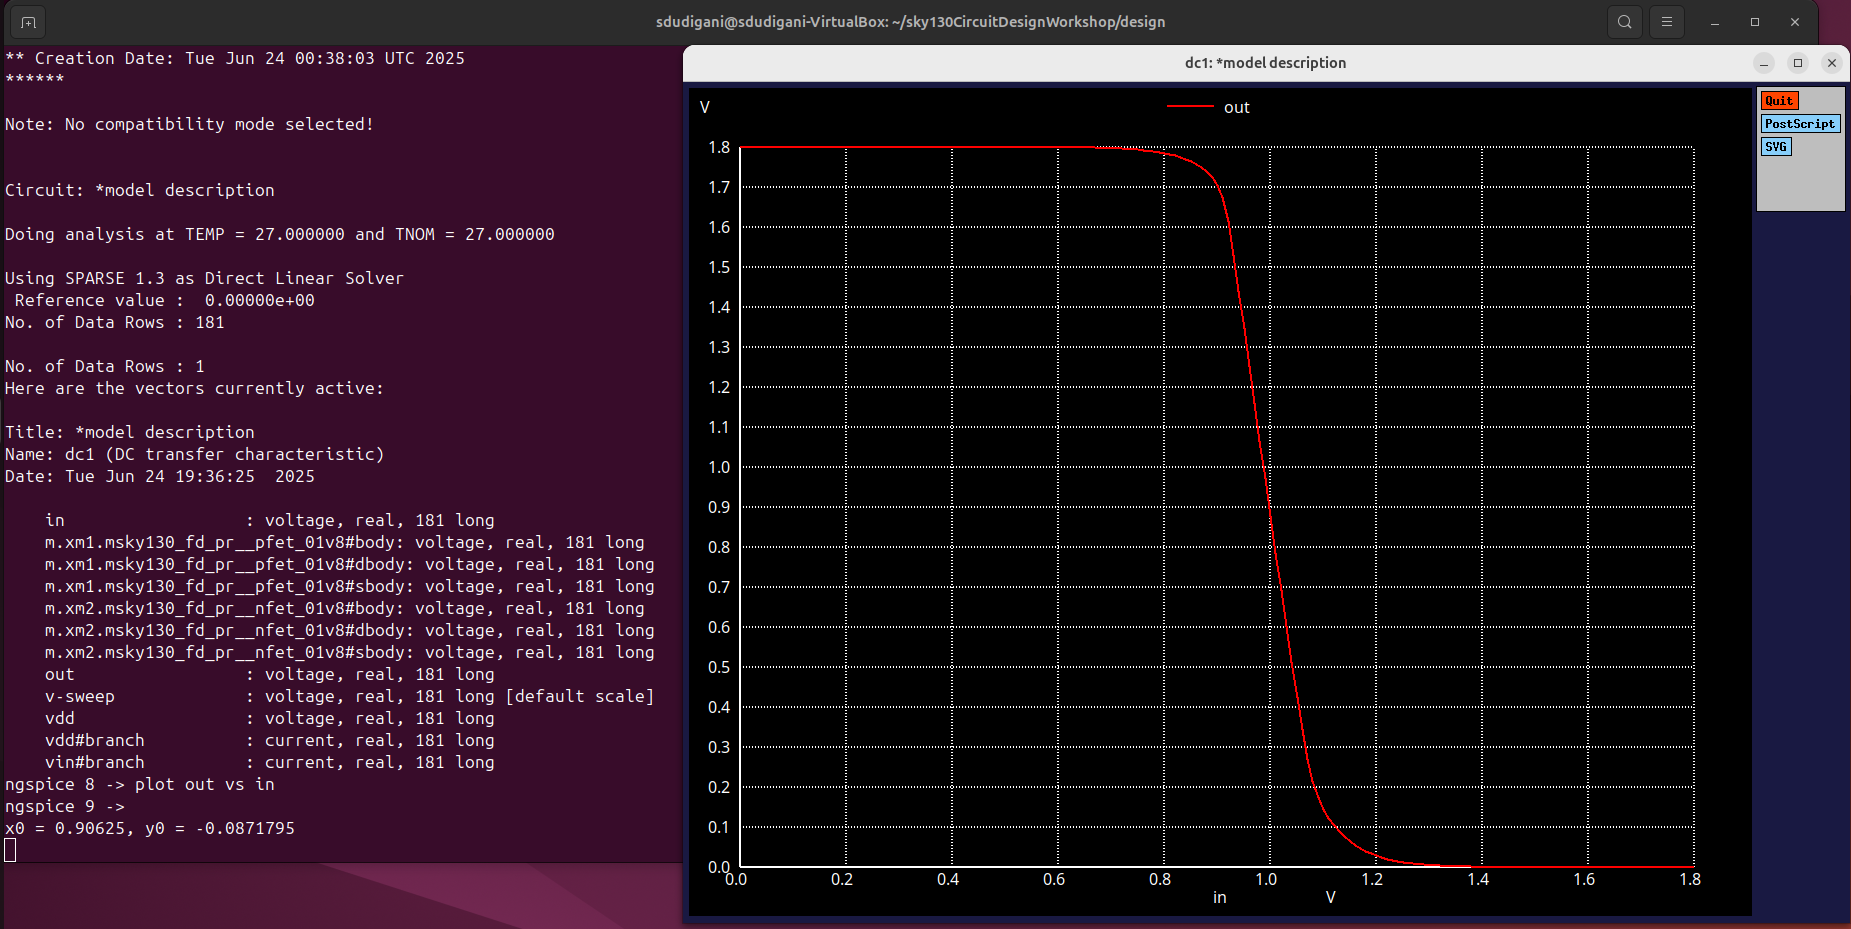 sdudigani@sdudigani-VirtualBox: ~/sky130CircuitDesignWorkshop/design
** Creation Date: Tue Jun 24 00:38:03 UTC 2025
******
Note: No compatibility mode selected!
Circuit: *model description
Doing analysis at TEMP = 27.000000 and TNOM = 27.000000
Using SPARSE 1.3 as Direct Linear Solver
Reference value :  0.00000e+00
No. of Data Rows : 181
No. of Data Rows : 1
Here are the vectors currently active:
Title: *model description
Name: dc1 (DC transfer characteristic)
Date: Tue Jun 24 19:36:25  2025
in                  : voltage, real, 181 long
m.xm1.msky130_fd_pr__pfet_01v8#body: voltage, real, 181 long
m.xm1.msky130_fd_pr__pfet_01v8#dbody: voltage, real, 181 long
m.xm1.msky130_fd_pr__pfet_01v8#sbody: voltage, real, 181 long
m.xm2.msky130_fd_pr__nfet_01v8#body: voltage, real, 181 long
m.xm2.msky130_fd_pr__nfet_01v8#dbody: voltage, real, 181 long
m.xm2.msky130_fd_pr__nfet_01v8#sbody: voltage, real, 181 long
out                 : voltage, real, 181 long
v-sweep             : voltage, real, 181 long [default scale]
vdd                 : voltage, real, 181 long
vdd#branch          : current, real, 181 long
vin#branch          : current, real, 181 long
ngspice 8 -> plot out vs in
ngspice 9 ->
x0 = 0.90625, y0 = -0.0871795
dc1: *model description
V
out
Quit
PostScript
SVG
1.8
1.7
1.6
1.5
1.4
1.3
1.2
1.1
1.0
0.9
0.8
0.7
0.6
0.5
0.4
0.3
0.2
0.1
0.0
0.0 0.2 0.4 0.6 0.8 1.0 1.2 1.4 1.6 1.8
in V